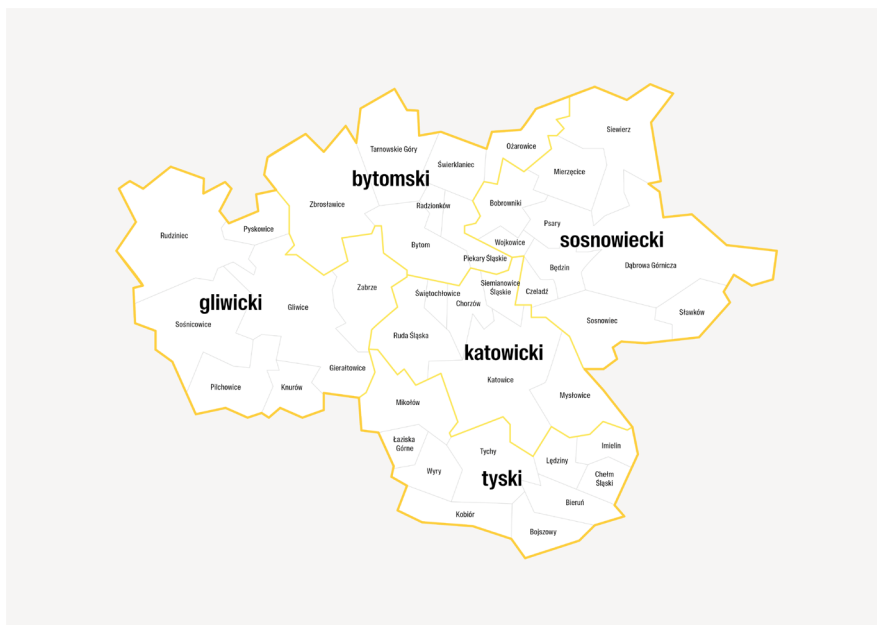 Siewierz
Ożarowice
Tarnowskie Góry
Świerklaniec
Mierzęcice
bytomski
Zbrosławice
Radzionków
Bobrowniki
Psary
Pyskowice
Rudziniec
Bytom
Wojkowice
sosnowiecki
Piekary Śląskie
Będzin
Dąbrowa Górnicza
Zabrze
Siemianowice
Śląskie
Świętochłowice
Czeladź
gliwicki
Gliwice
Chorzów
Sławków
Sośnicowice
Sosnowiec
Ruda Śląska
katowicki
Gierałtowice
Katowice
Pilchowice
Knurów
Mysłowice
Mikołów
Łaziska
Górne
Imielin
Tychy
Lędziny
Wyry
tyski
Chełm
Śląski
Bieruń
Kobiór
Bojszowy